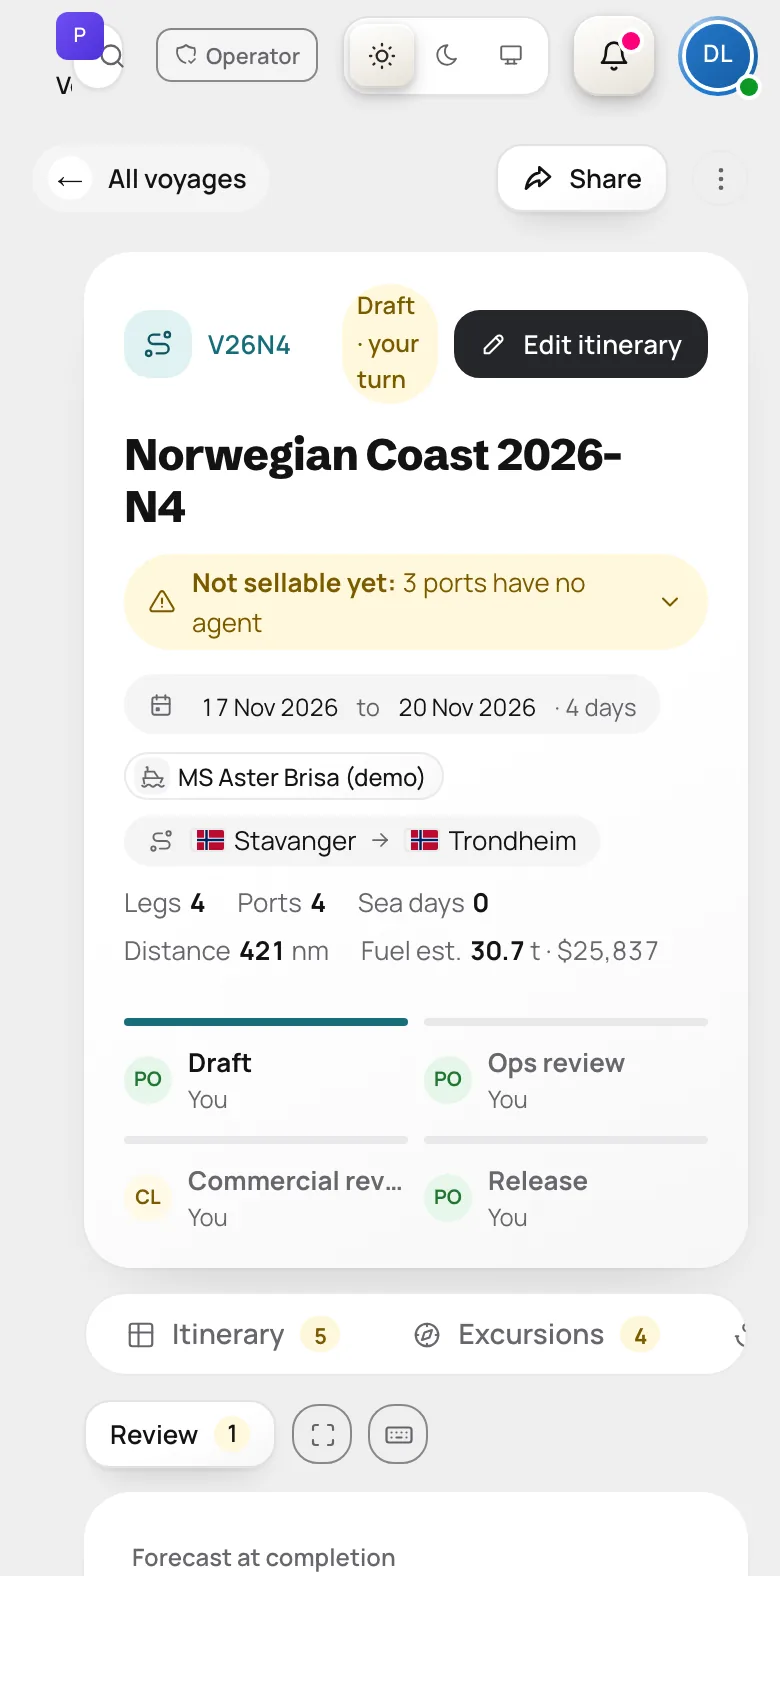 P
Operator
DL
All voyages
Share
V26N4
Draft
· your
turn
Edit itinerary
Norwegian Coast 2026-
N4
Not sellable yet: 3 ports have no
agent
17 Nov 2026 to 20 Nov 2026 · 4 days
MS Aster Brisa (demo)
Stavanger → Trondheim
Legs 4 Ports 4 Sea days 0
Distance 421 nm Fuel est. 30.7 t · $25,837
PO Draft
You
PO Ops review
You
CL Commercial rev...
You
PO Release
You
Itinerary 5
Excursions 4
Review 1
Forecast at completion